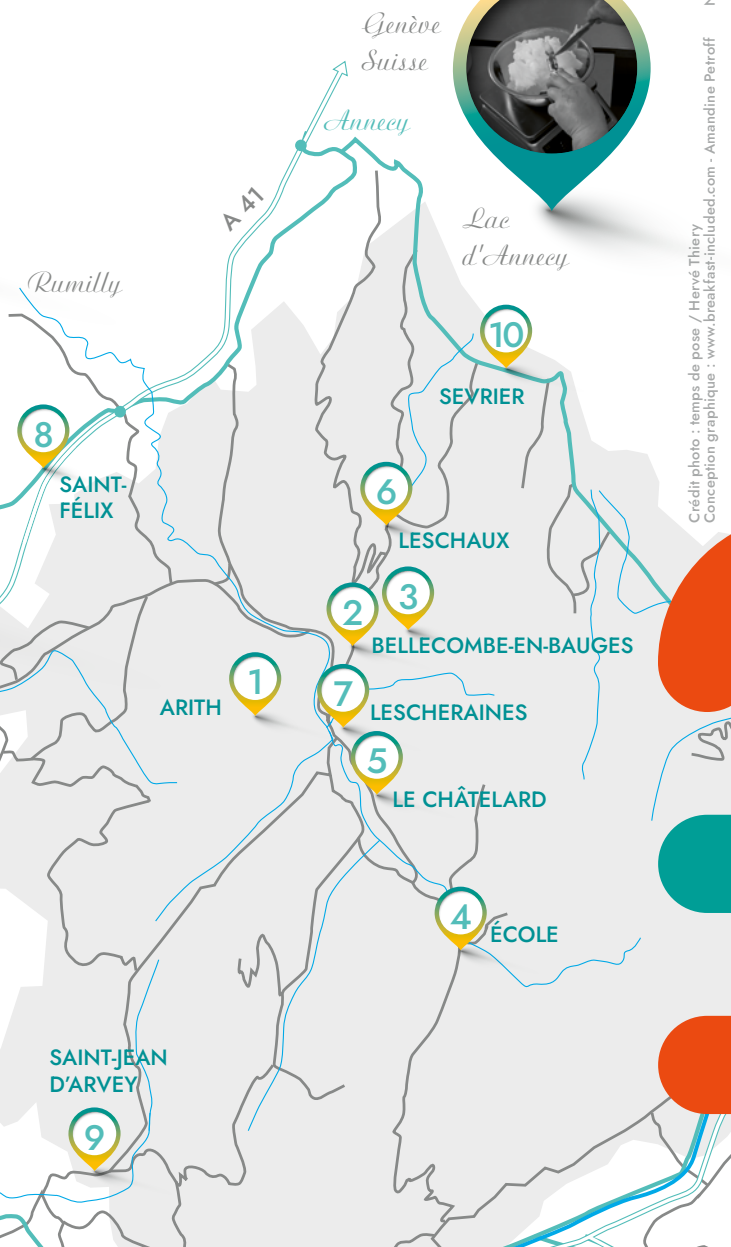 Genève
Suisse
Annecy
A 41
Lac
d'Annecy
Rumilly
10
SEVRIER
8
SAINT-
FÉLIX
6
LESCHAUX
3
2
BELLECOMBE-EN-BAUGES
1
ARITH
7
LESCHERAINES
5
LE CHÂTELARD
4
ÉCOLE
SAINT-JEAN
D'ARVEY
9
Crédit photo : temps de pose / Hervé Thiery
Conception graphique : www.breakfast-included.com - Amandine Petroff